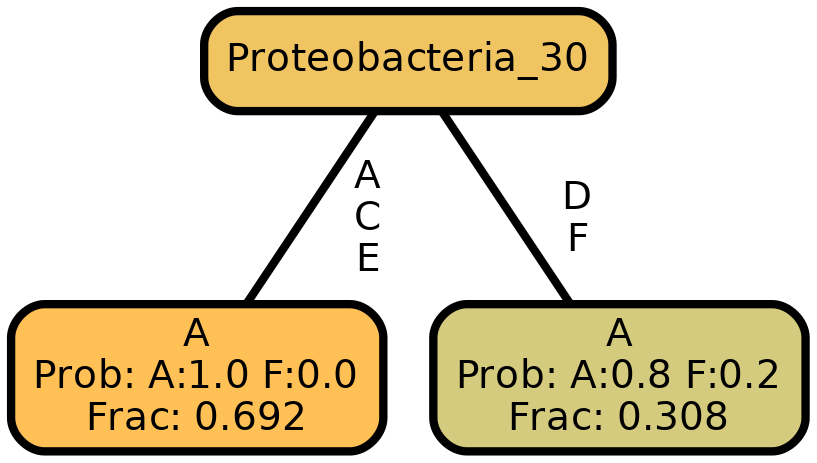 Proteobacteria_30
A
C
E
D
F
A
Prob: A:1.0 F:0.0
Frac: 0.692
A
Prob: A:0.8 F:0.2
Frac: 0.308